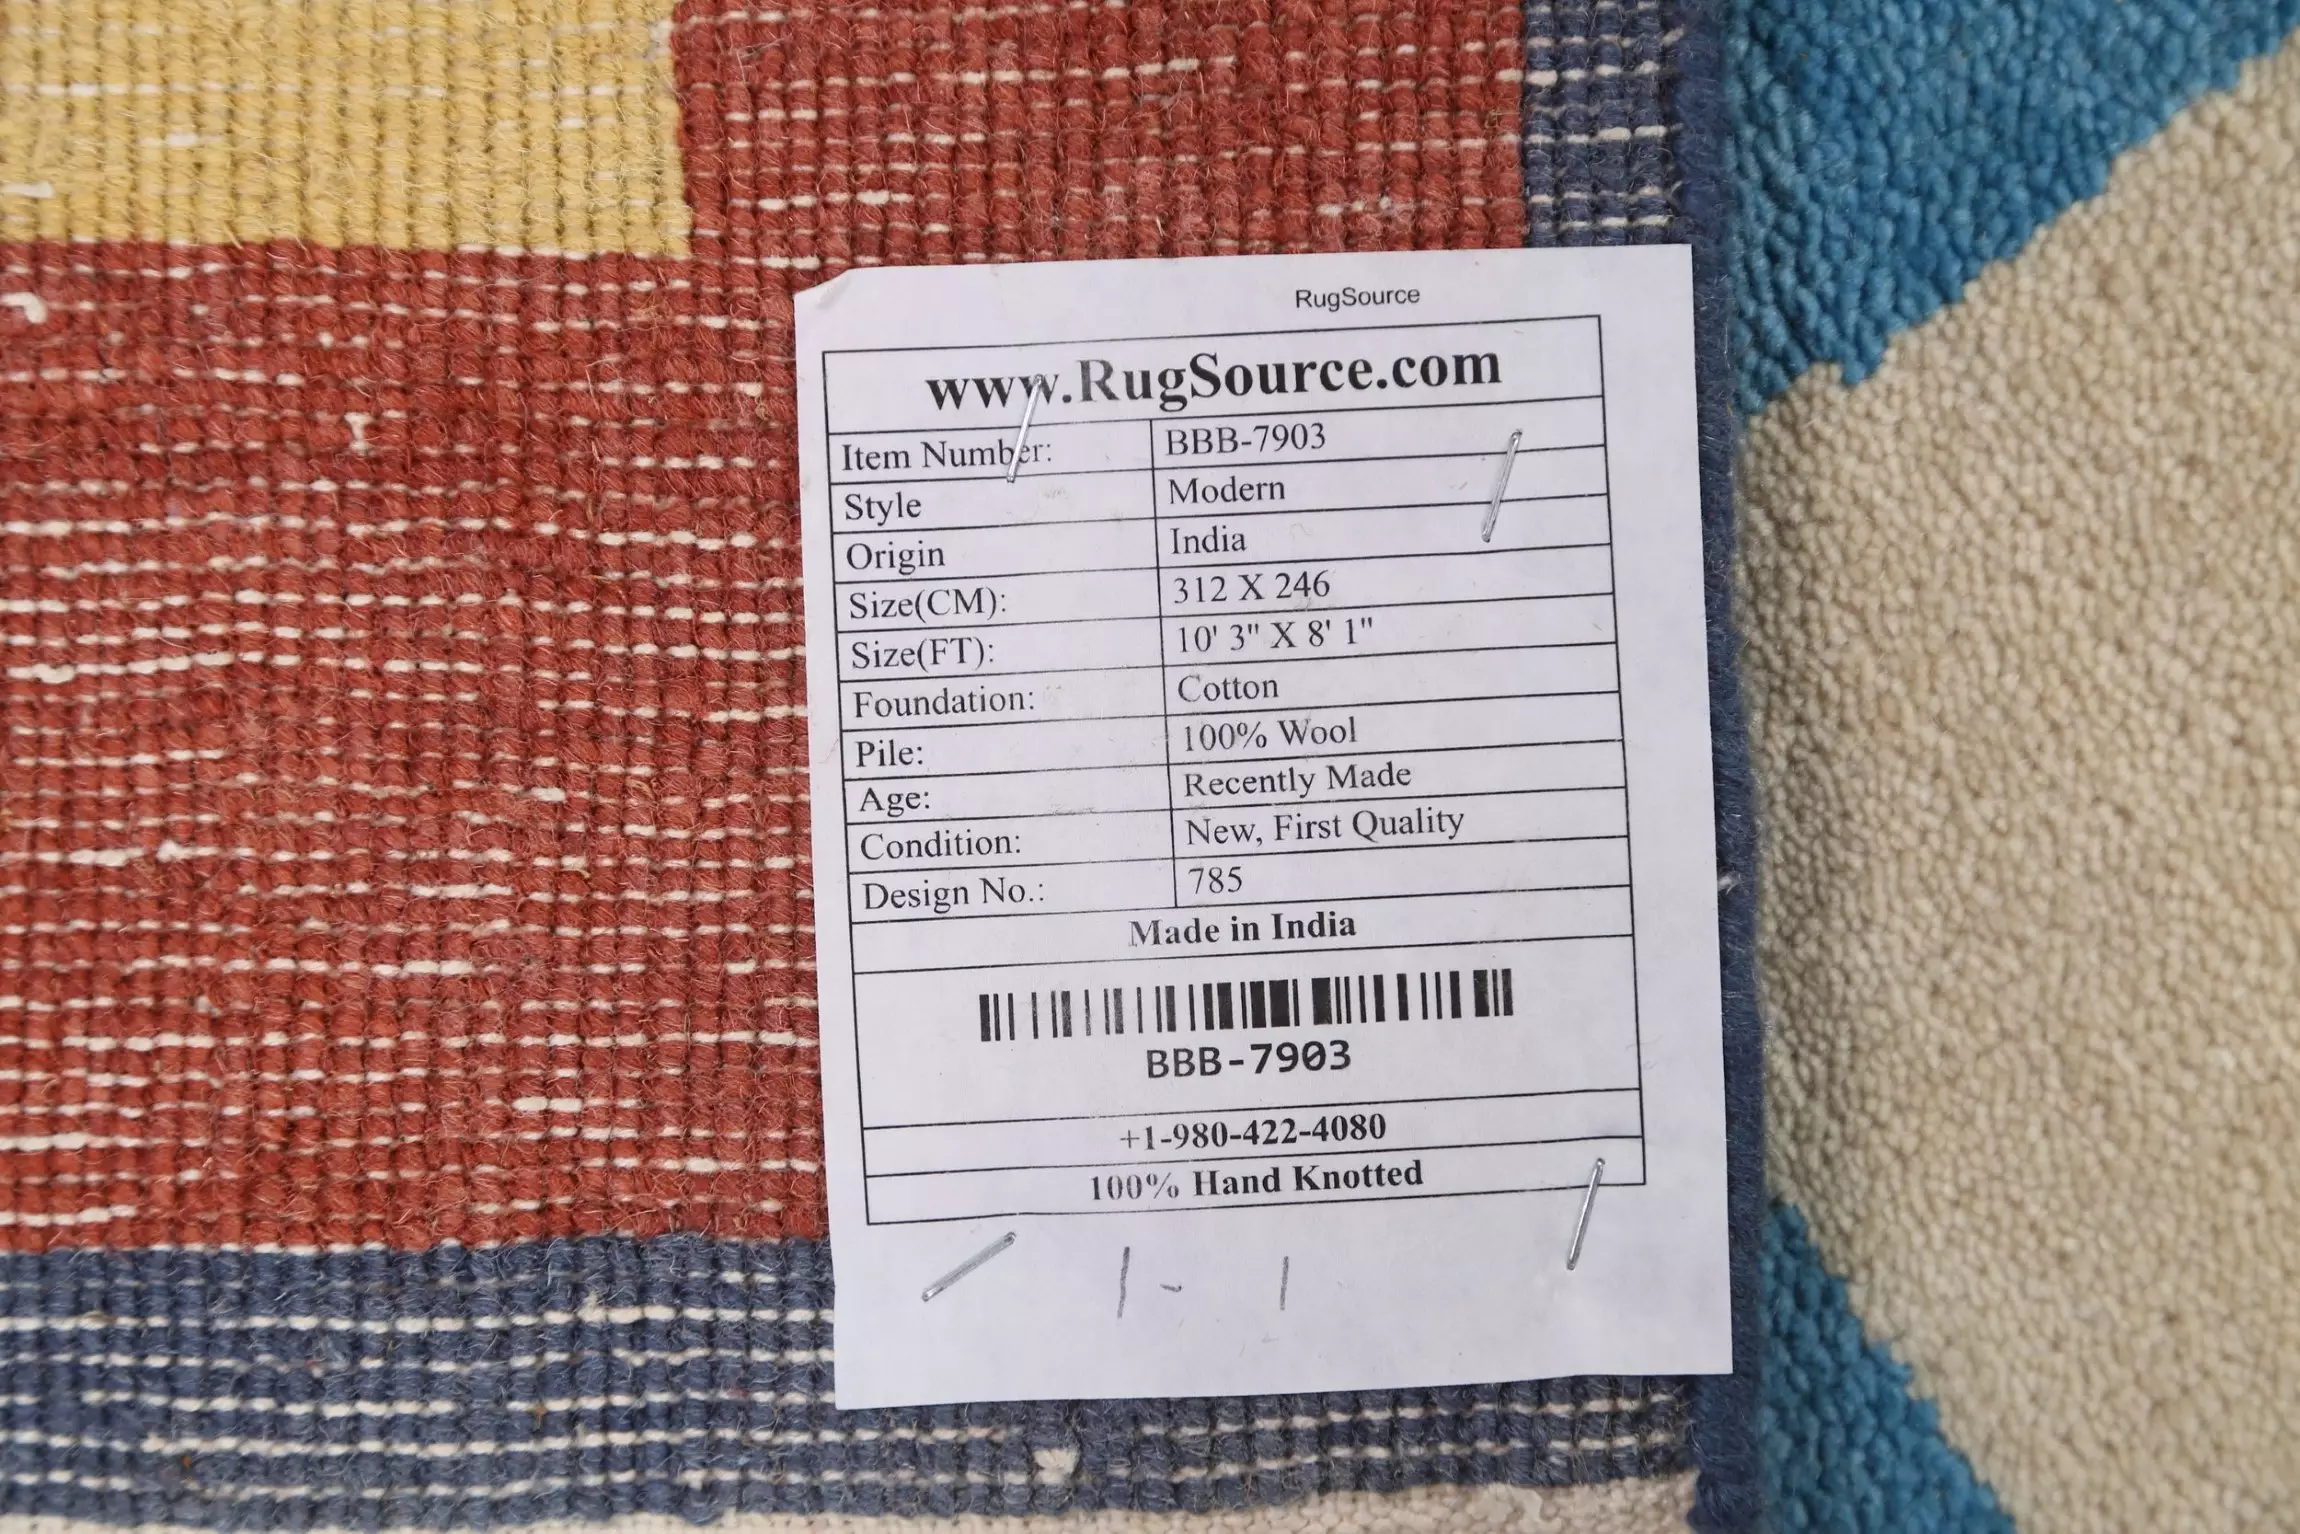 RugSource
www.RugSource.com
Item Number: BBB-7903
Style Modern
Origin India
Size(CM): 312 X 246
Size(FT): 10' 3" X 8' 1"
Foundation: Cotton
Pile: 100% Wool
Age: Recently Made
Condition: New, First Quality
Design No.: 785
Made in India
BBB-7903
+1-980-422-4080
100% Hand Knotted
1- 1